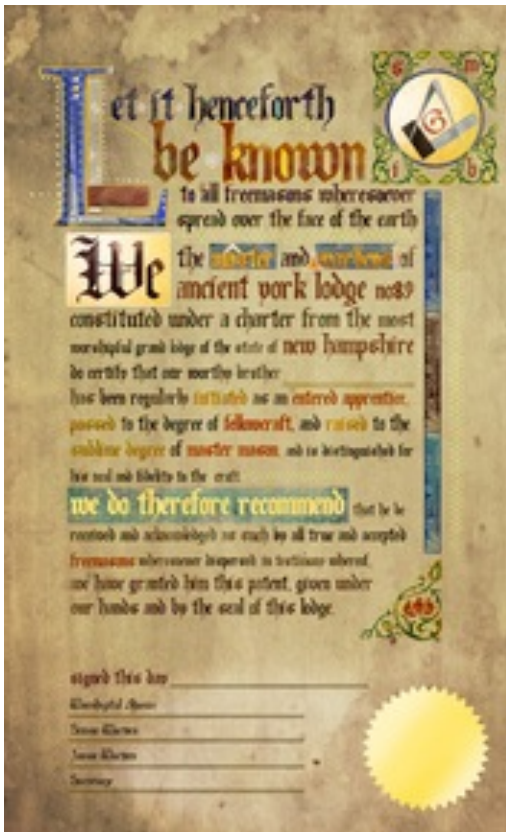 Let it henceforth
be known
to all freemasons wheresoever
spread over the face of the earth
We the master and wardens of
ancient york lodge no89
constituted under a charter from the most
worshipful grand lodge of the state of new hampshire
do certify that our worthy brother
has been regularly initiated as an entered apprentice,
passed to the degree of fellowcraft, and raised to the
sublime degree of master mason, and is distinguished for
his zeal and fidelity to the craft.
we do therefore recommend that he be
received and acknowledged as such by all true and accepted
freemasons wheresoever dispersed in testimony whereof,
we have granted him this patent, given under
our hands and by the seal of this lodge.
signed this day
Worshipful Master
Senior Warden
Junior Warden
Secretary